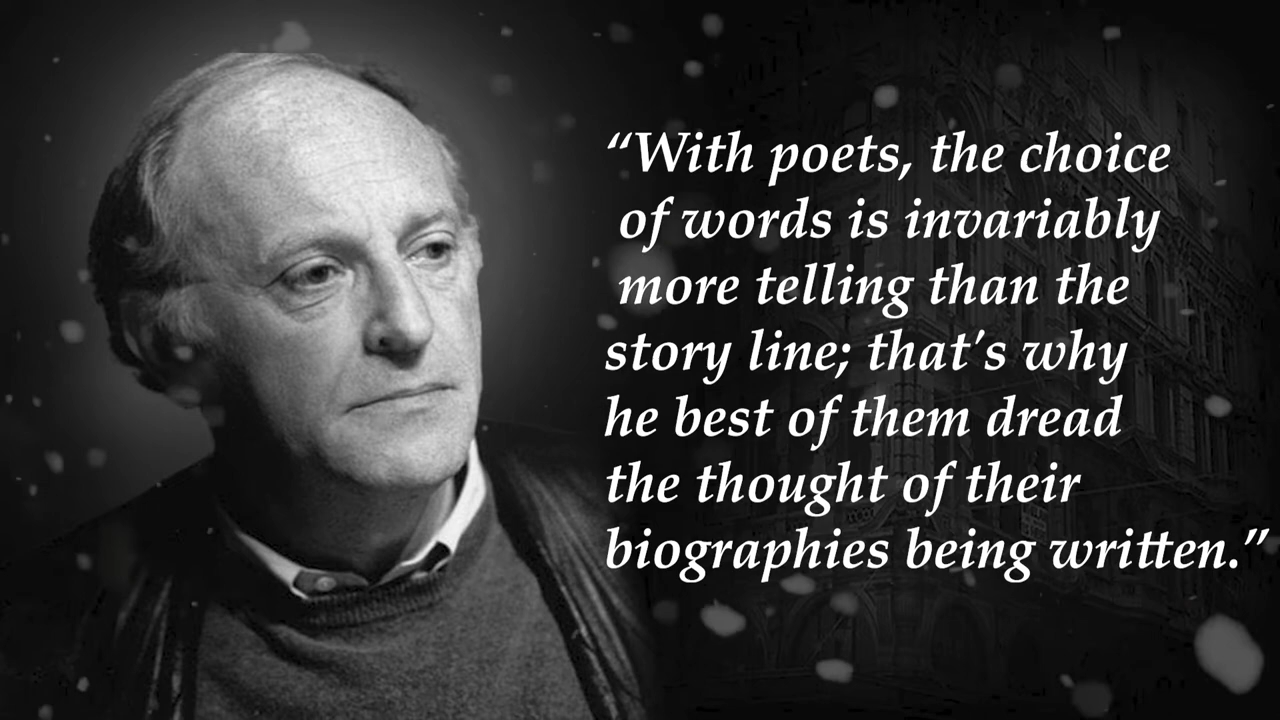 “With poets, the choice
of words is invariably
more telling than the
story line; that's why
he best of them dread
the thought of their
biographies being written.”